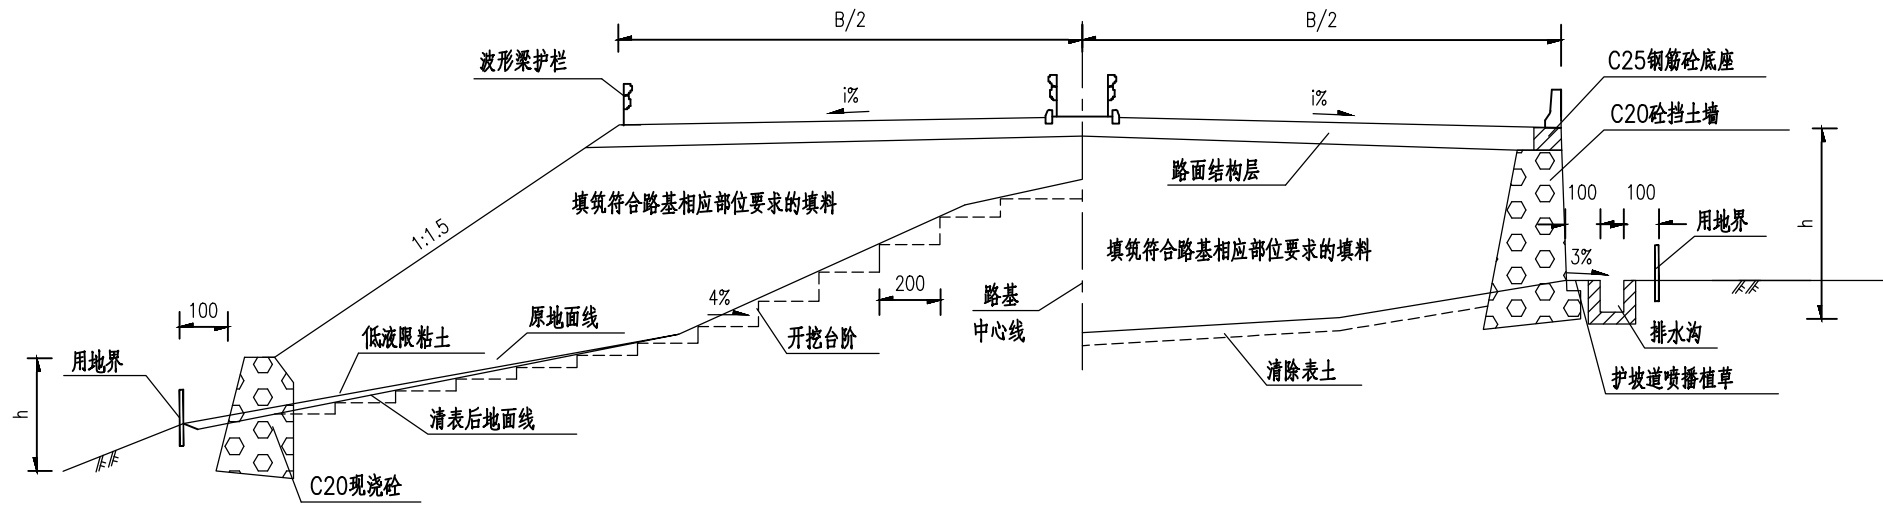 B/2
B/2
波形梁护栏
C25钢筋砼底座
i%
i%
C20砼挡土墙
路面结构层
填筑符合路基相应部位要求的填料
100
100
用地界
1:1.5
填筑符合路基相应部位要求的填料
h
3%
200
路基
中心线
4%
100
原地面线
低液限粘土
开挖台阶
排水沟
用地界
清除表土
护坡道喷播植草
h
清表后地面线
C20现浇砼